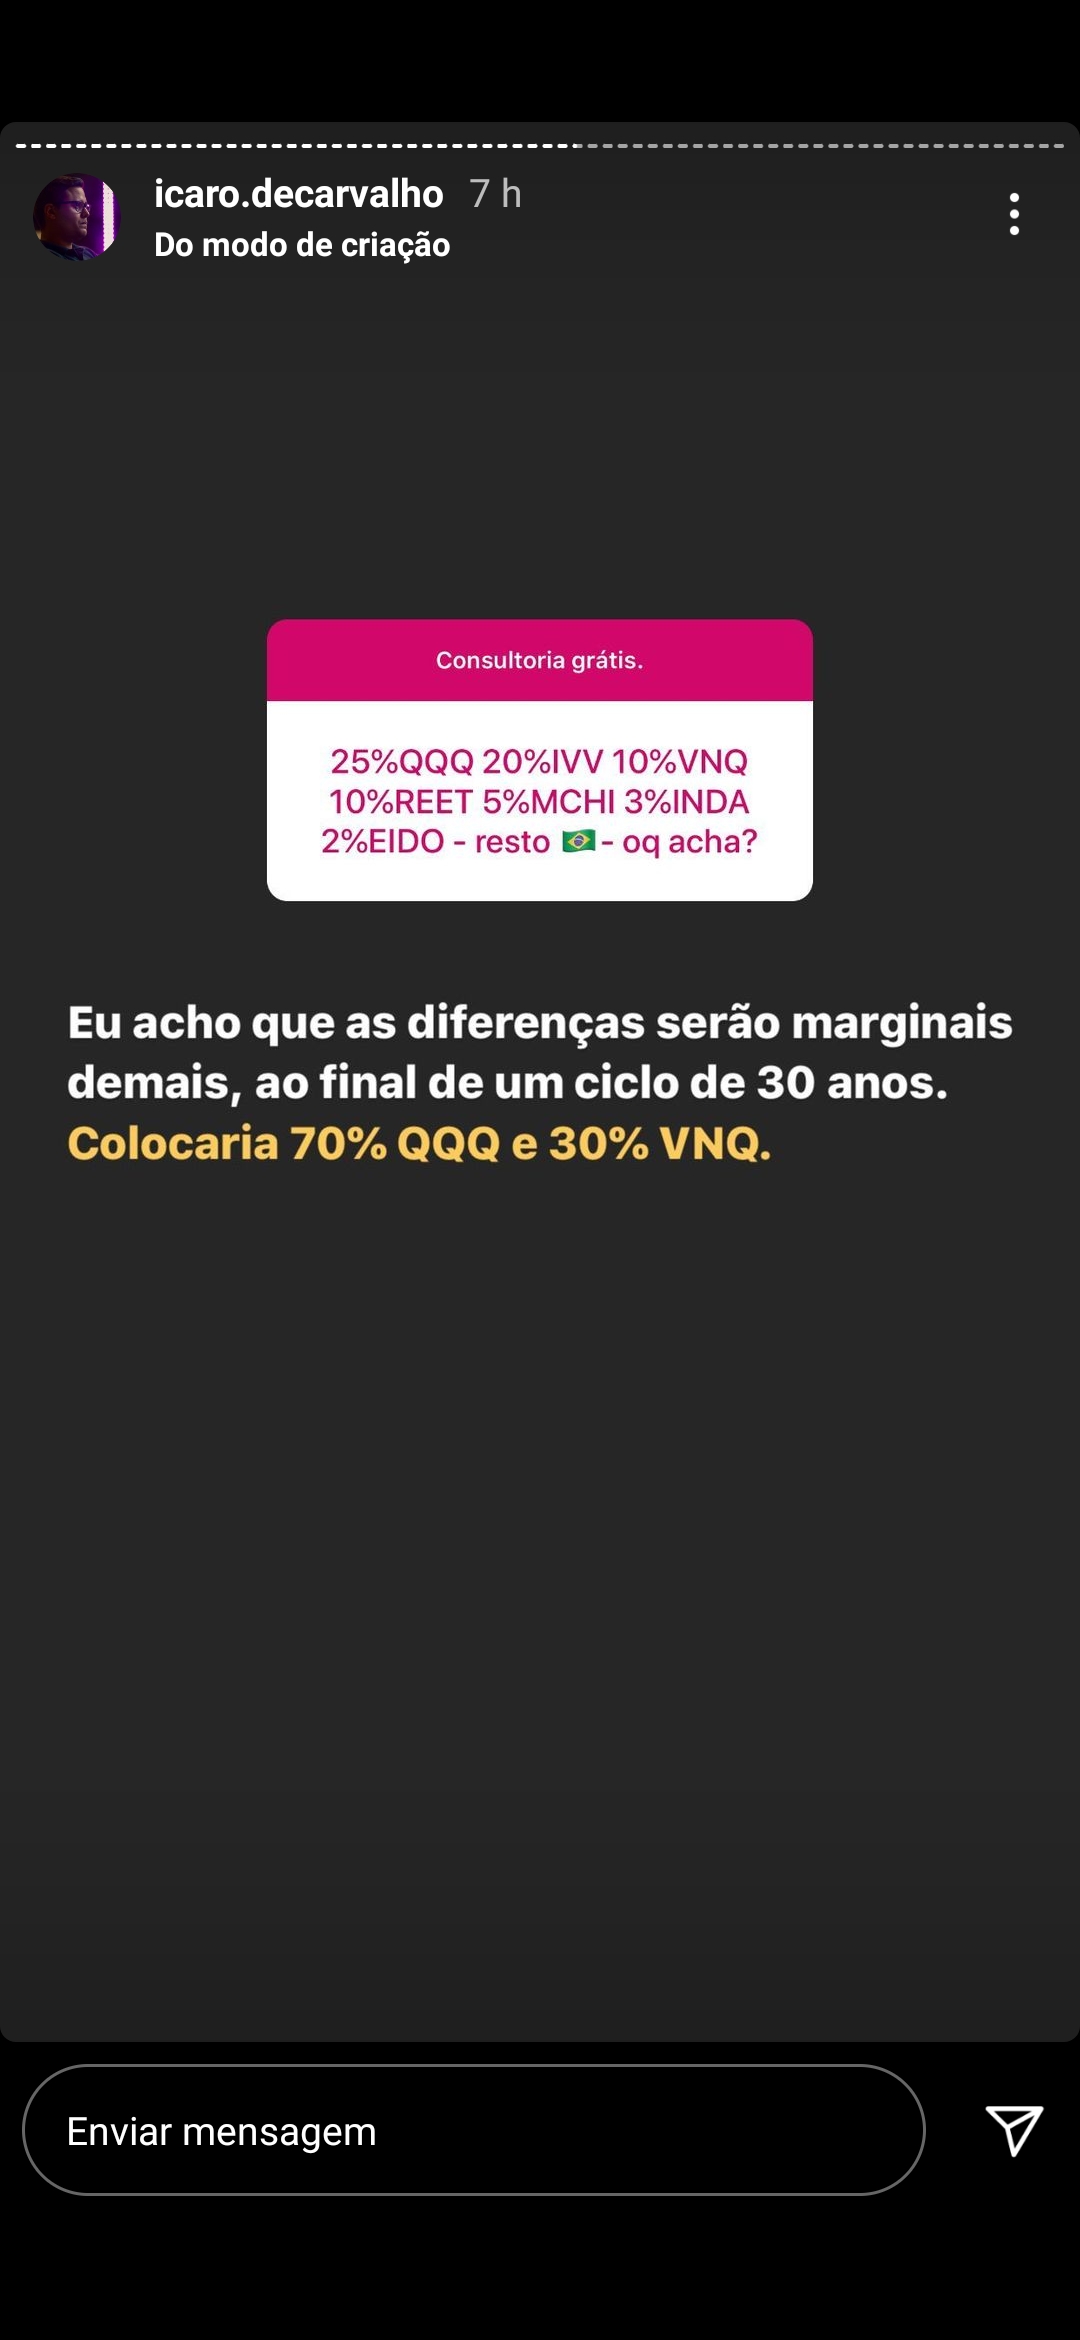 icaro.decarvalho 7 h
Do modo de criação
Consultoria grátis.
25%QQQ 20%IVV 10%VNQ
10%REET 5%MCHI 3%INDA
2%EIDO - resto 🇧🇷- oq acha?
Eu acho que as diferenças serão marginais
demais, ao final de um ciclo de 30 anos.
Colocaria 70% QQQ e 30% VNQ.
Enviar mensagem